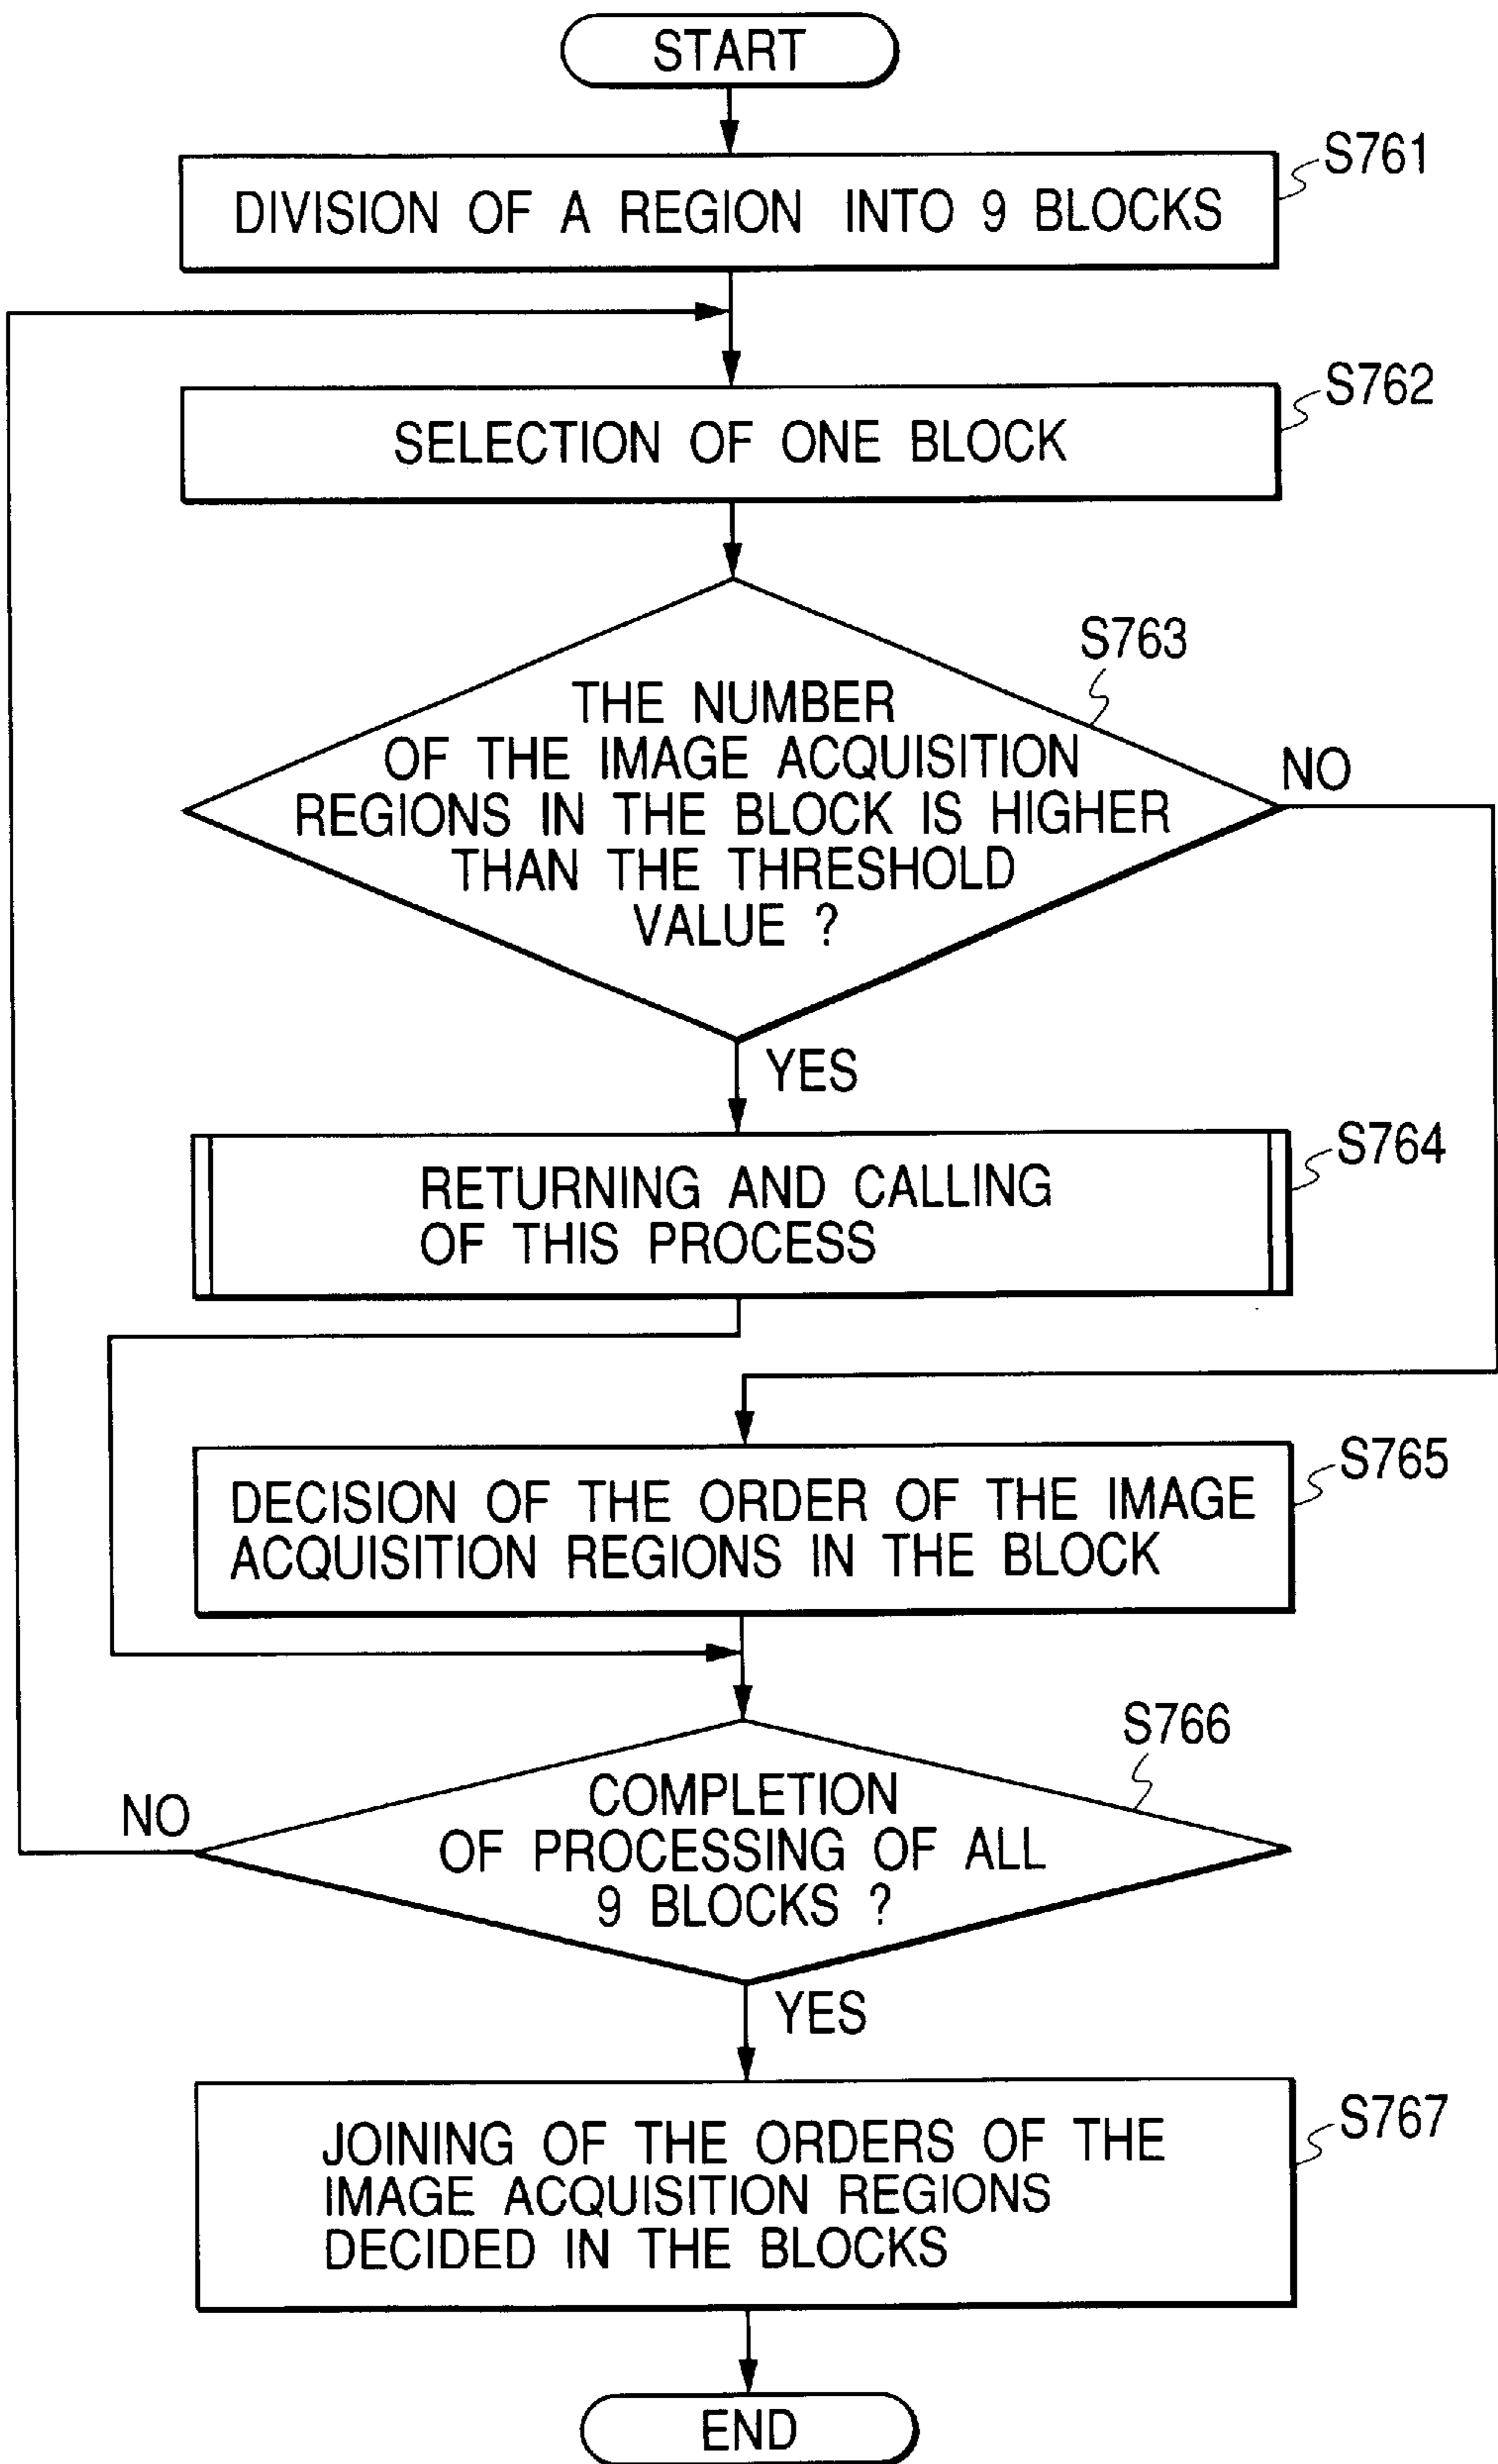 START
S761
DIVISION OF A REGION INTO 9 BLOCKS
S762
SELECTION OF ONE BLOCK
S763
THE NUMBER
OF THE IMAGE ACQUISITION
REGIONS IN THE BLOCK IS HIGHER
THAN THE THRESHOLD
VALUE ?
NO
YES
S764
RETURNING AND CALLING
OF THIS PROCESS
S765
DECISION OF THE ORDER OF THE IMAGE
ACQUISITION REGIONS IN THE BLOCK
S766
COMPLETION
OF PROCESSING OF ALL
9 BLOCKS ?
NO
YES
S767
JOINING OF THE ORDERS OF THE
IMAGE ACQUISITION REGIONS
DECIDED IN THE BLOCKS
END